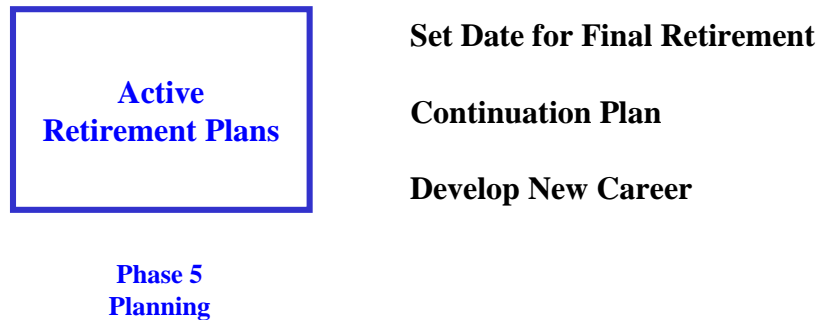 Active
Retirement Plans
Set Date for Final Retirement
Continuation Plan
Develop New Career
Phase 5
Planning